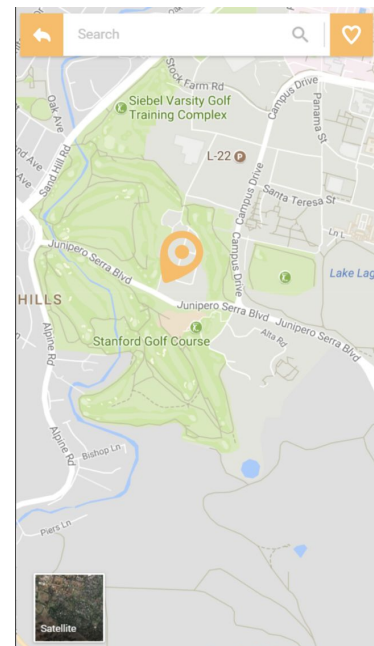 Search
Stock Farm Rd
Campus Drive
Oak Ave
Siebel Varsity Golf
Training Complex
Panama St
L-22
Sand Hill Rd
Campus Drive
Santa Teresa St
Campus Drive
Junipero Serra Blvd
Lake Lag
HILLS
Junipero Serra Blvd
Junipero Serra Blvd
Alpine Rd
Alta Rd
Stanford Golf Course
Alpine Rd
Bishop Ln
Piers Ln
Satellite